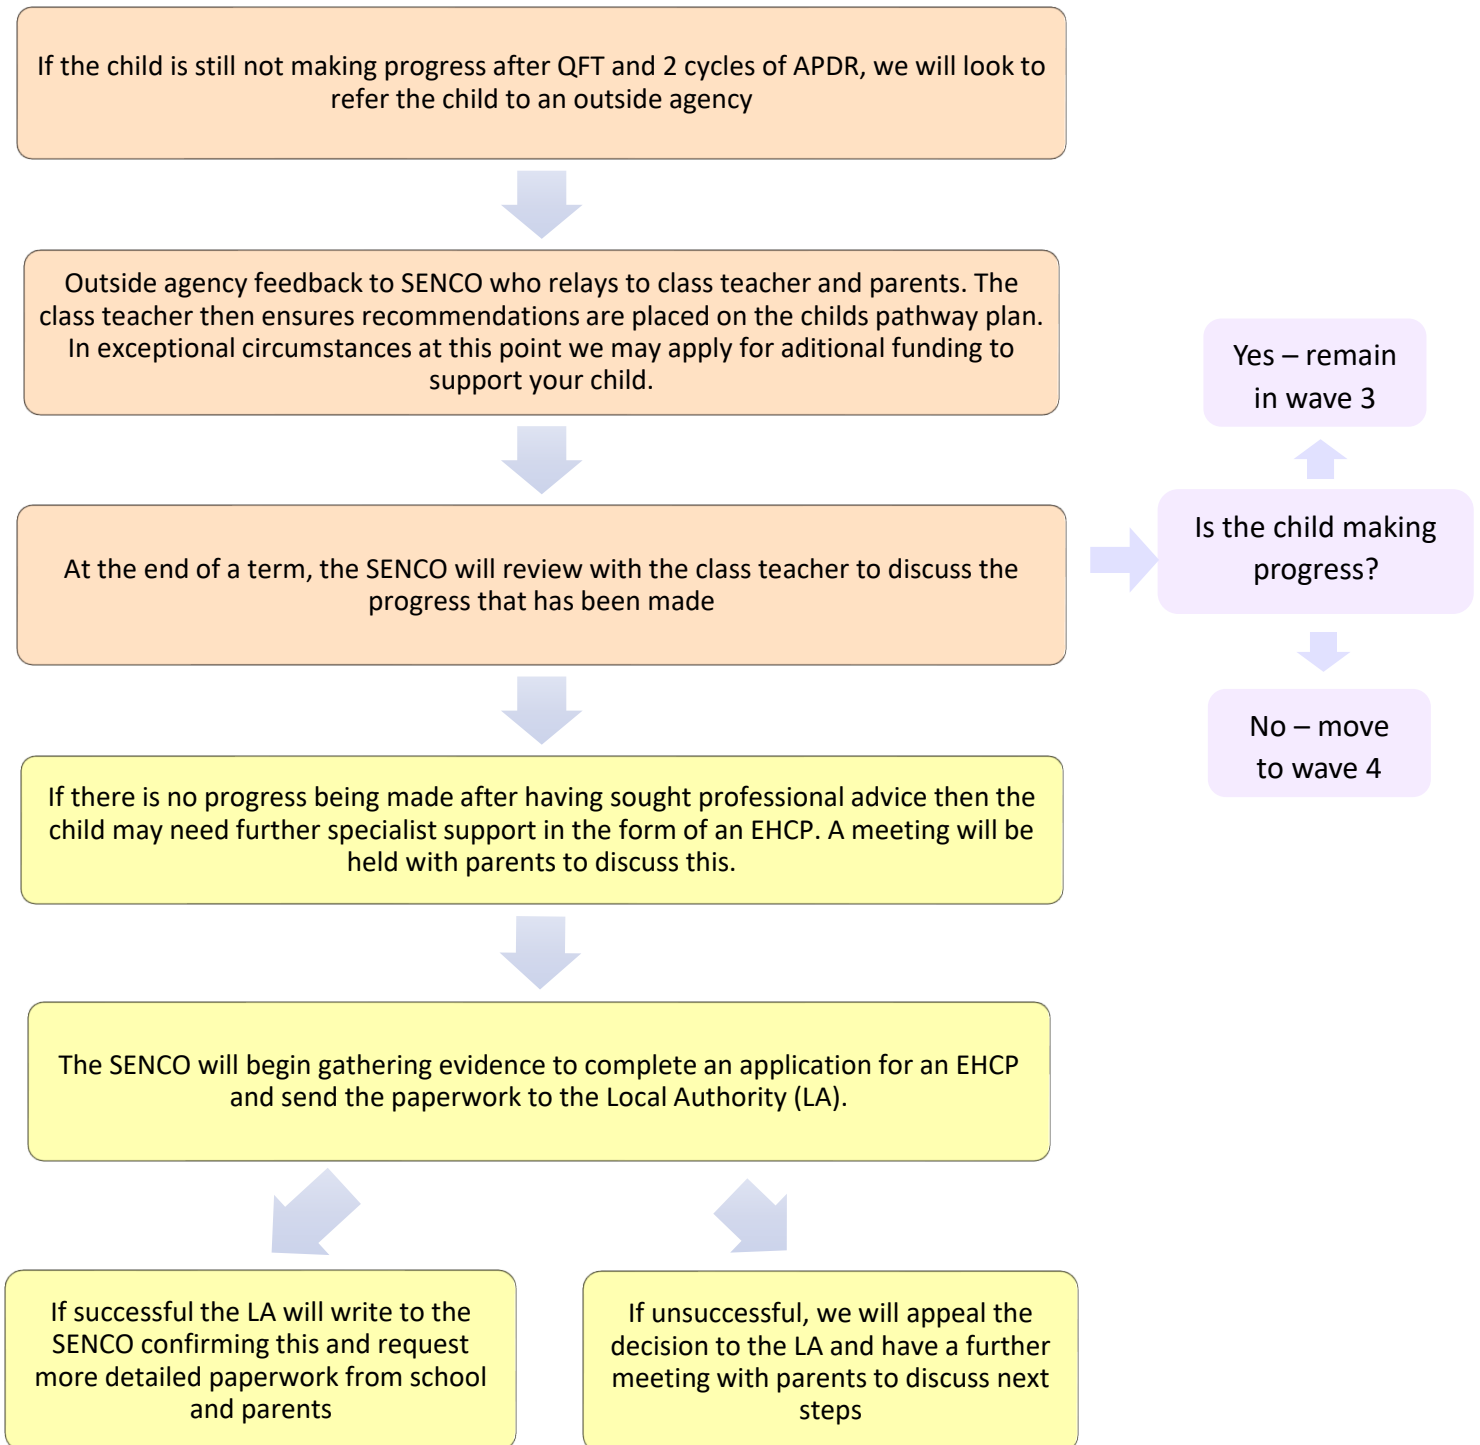 If the child is still not making progress after QFT and 2 cycles of APDR, we will look to
refer the child to an outside agency
Outside agency feedback to SENCO who relays to class teacher and parents. The
class teacher then ensures recommendations are placed on the childs pathway plan.
In exceptional circumstances at this point we may apply for aditional funding to
support your child.
Yes – remain
in wave 3
At the end of a term, the SENCO will review with the class teacher to discuss the
progress that has been made
Is the child making
progress?
No – move
to wave 4
If there is no progress being made after having sought professional advice then the
child may need further specialist support in the form of an EHCP. A meeting will be
held with parents to discuss this.
The SENCO will begin gathering evidence to complete an application for an EHCP
and send the paperwork to the Local Authority (LA).
If successful the LA will write to the
SENCO confirming this and request
more detailed paperwork from school
and parents
If unsuccessful, we will appeal the
decision to the LA and have a further
meeting with parents to discuss next
steps